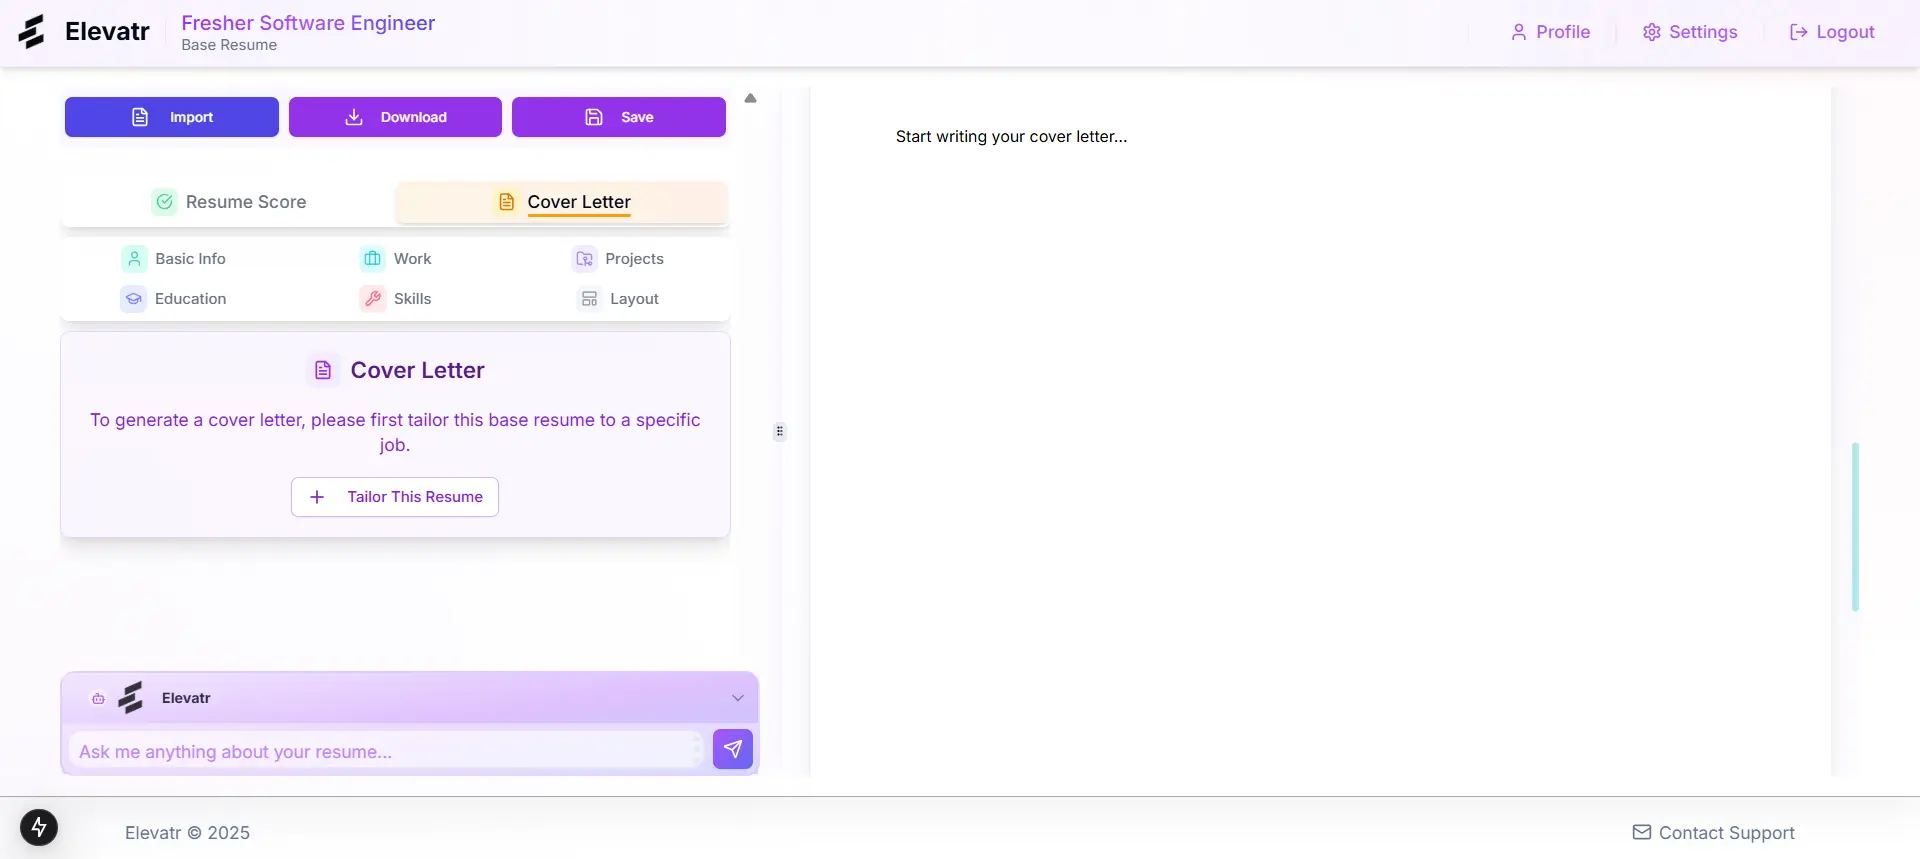 Elevatr
Fresher Software Engineer
Base Resume
Profile
Settings
Logout
Import
Download
Save
Resume Score
Cover Letter
Basic Info
Work
Projects
Education
Skills
Layout
Cover Letter
To generate a cover letter, please first tailor this base resume to a specific
job.
Tailor This Resume
Elevatr
Ask me anything about your resume...
Start writing your cover letter...
Elevatr © 2025
Contact Support